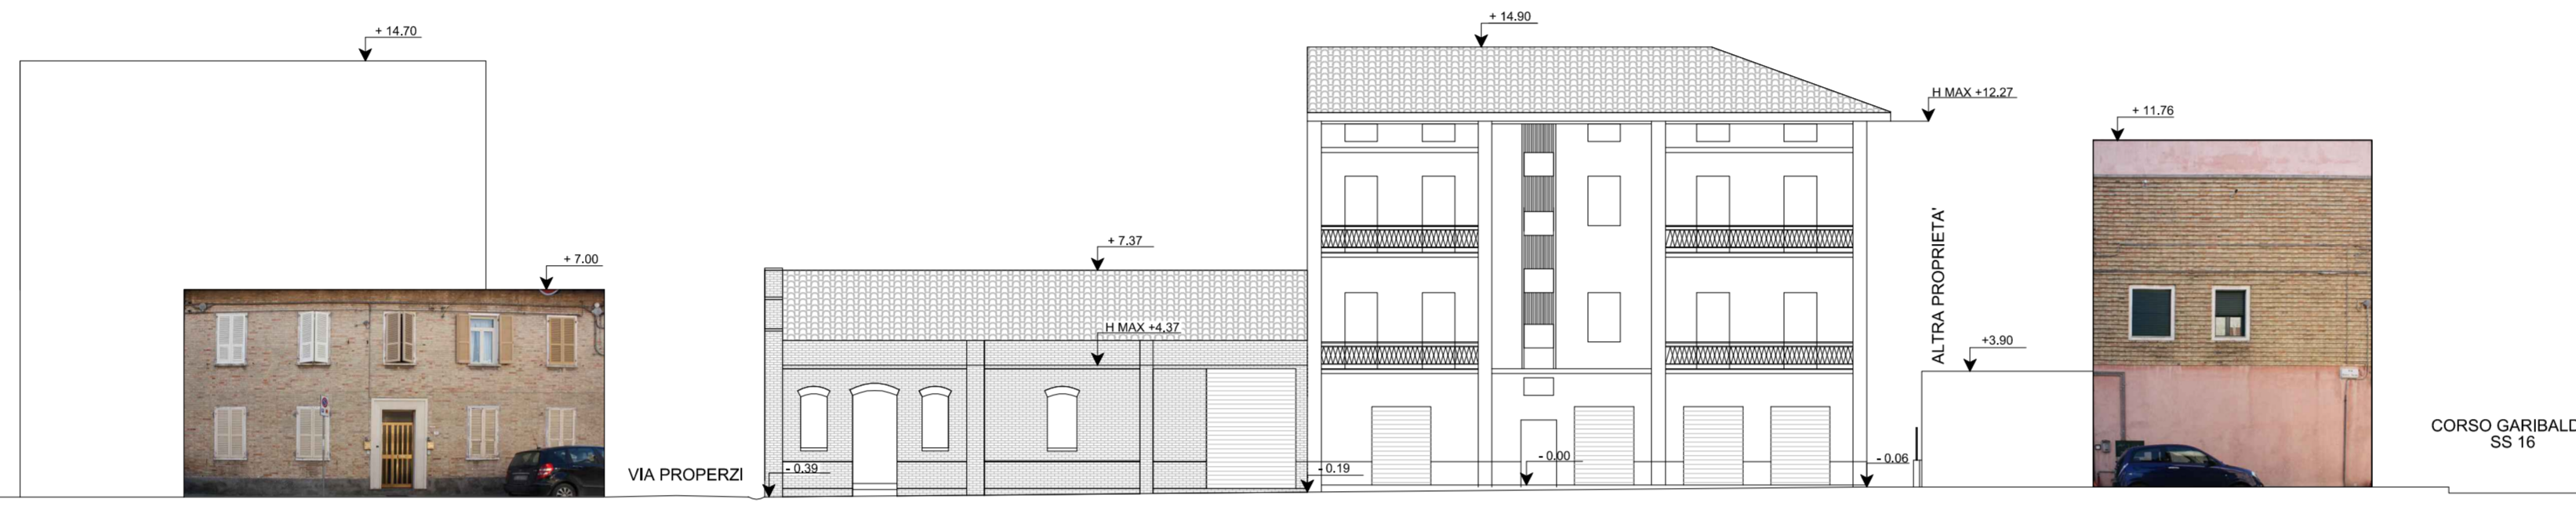 + 14.70
+ 7.00
VIA PROPERZI
- 0.39
+ 7.37
H MAX +4.37
- 0.19
+ 14.90
- 0.00
H MAX +12.27
- 0.06
ALTRA PROPRIETA'
+3.90
+ 11.76
CORSO GARIBALD
SS 16